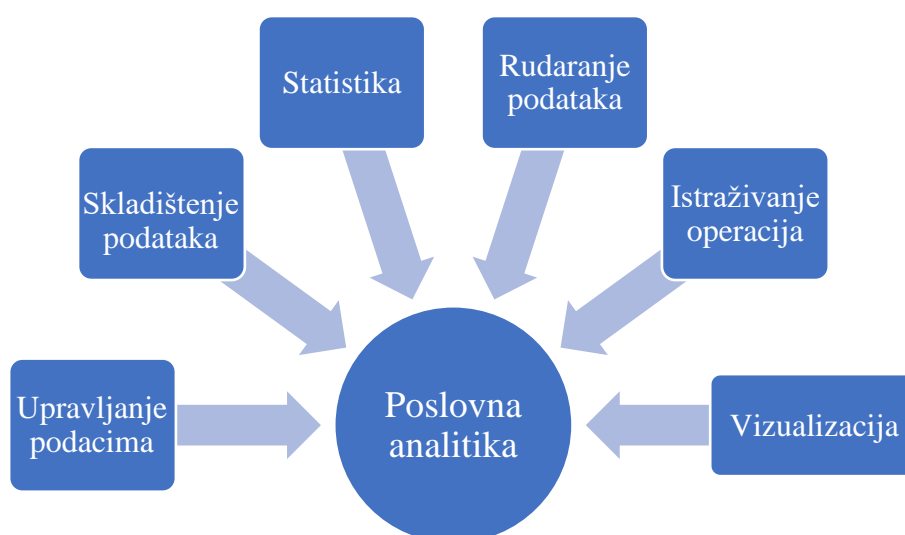 Statistika
Rudaranje
podataka
Skladištenje
podataka
Istraživanje
operacija
Upravljanje
podacima
Poslovna
analitika
Vizualizacija